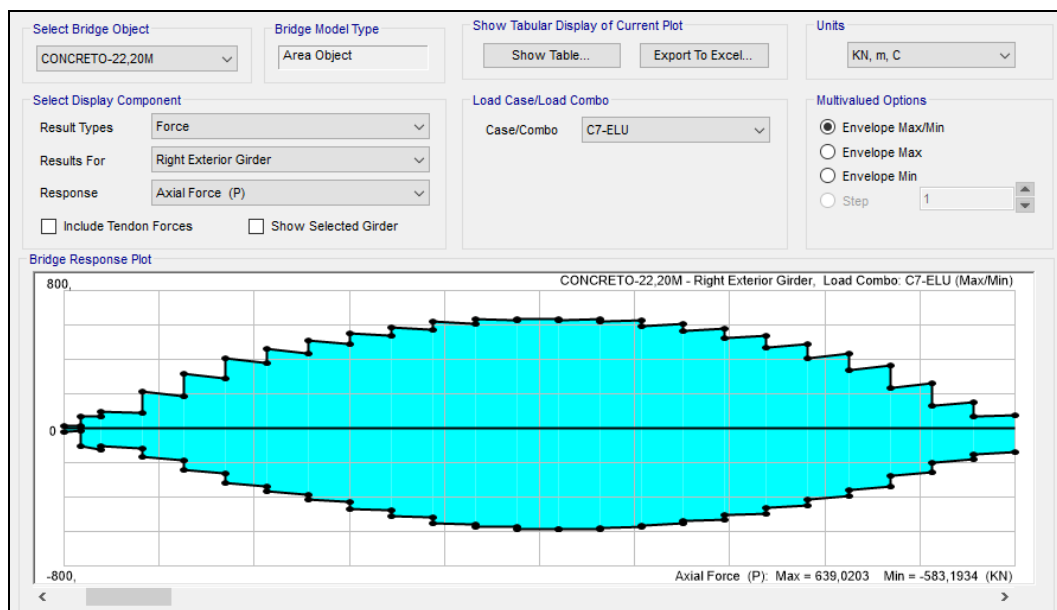 Select Bridge Object
CONCRETO-22,20M
Bridge Model Type
Area Object
Show Tabular Display of Current Plot
Show Table...
Export To Excel...
Units
KN, m, C
Select Display Component
Result Types
Force
Results For
Right Exterior Girder
Response
Axial Force (P)
Include Tendon Forces
Show Selected Girder
Load Case/Load Combo
Case/Combo
C7-ELU
Multivalued Options
Envelope Max/Min
Envelope Max
Envelope Min
Step
1
Bridge Response Plot
800,
CONCRETO-22,20M - Right Exterior Girder, Load Combo: C7-ELU (Max/Min)
0
-800,
Axial Force (P): Max = 639,0203 Min = -583,1934 (KN)